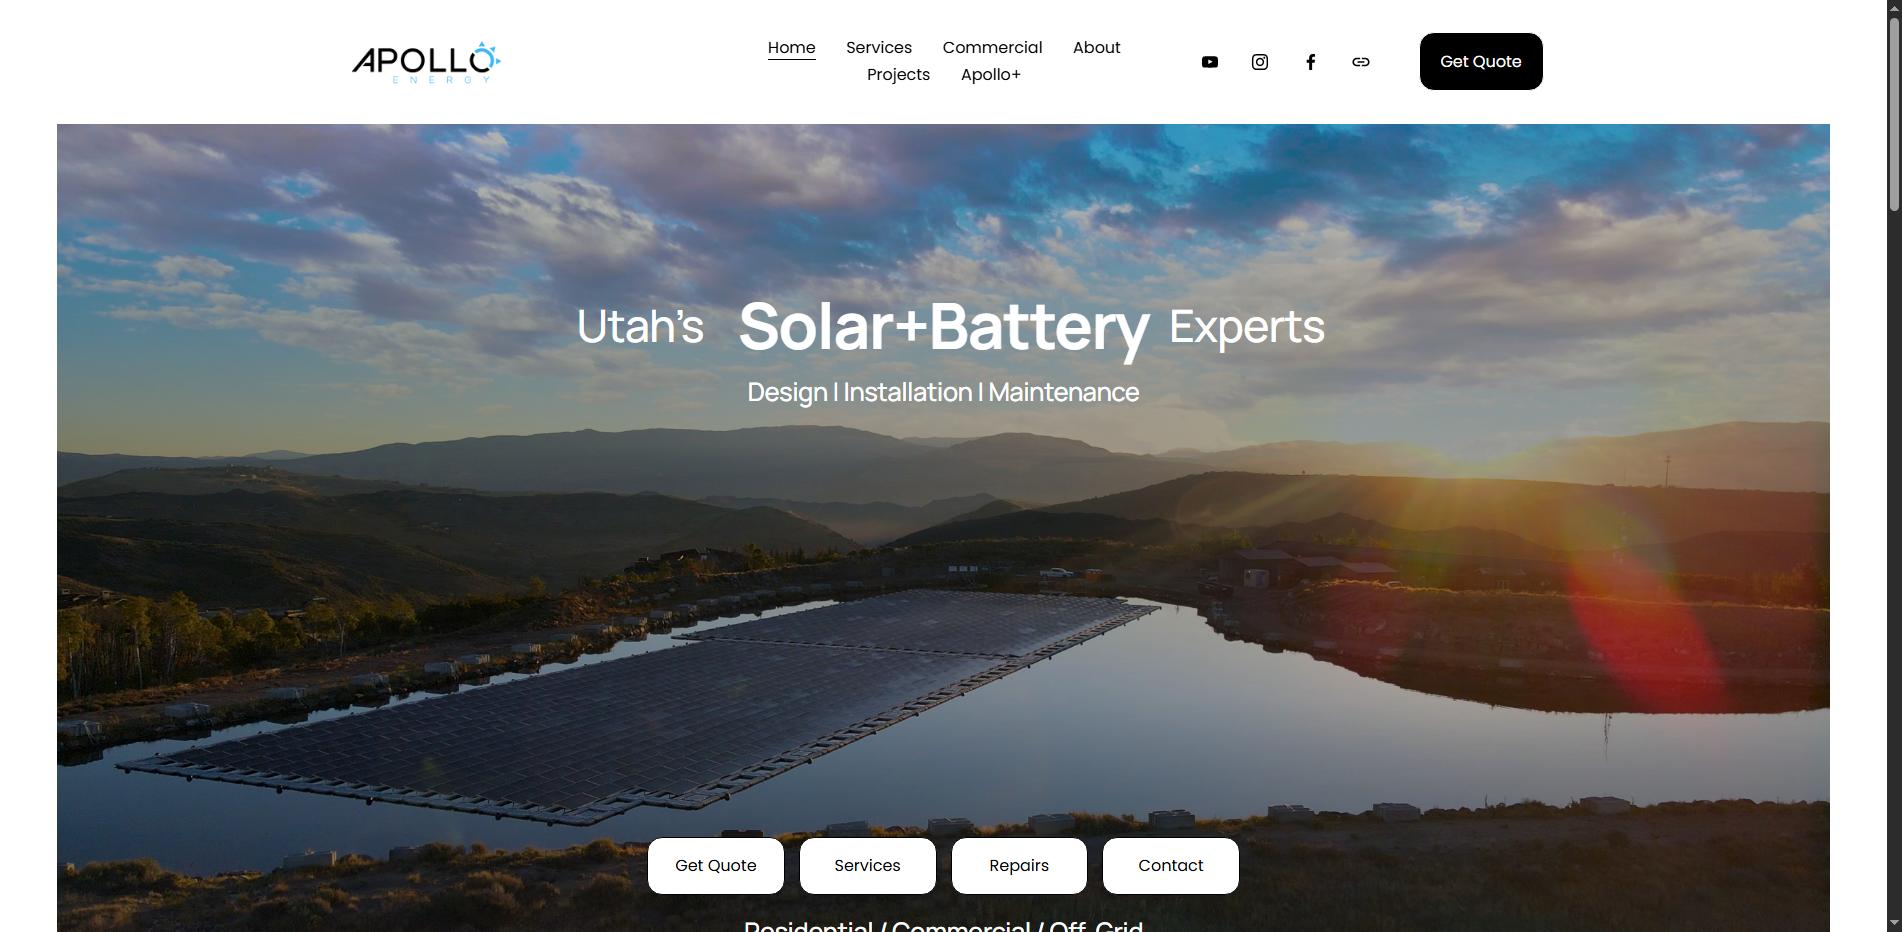 APOLLO
ENERGY
Home Services Commercial About
Projects Apollo+
Get Quote
Utah’s Solar+Battery Experts
Design | Installation | Maintenance
Get Quote Services Repairs Contact
Residential / Commercial / Off-Grid